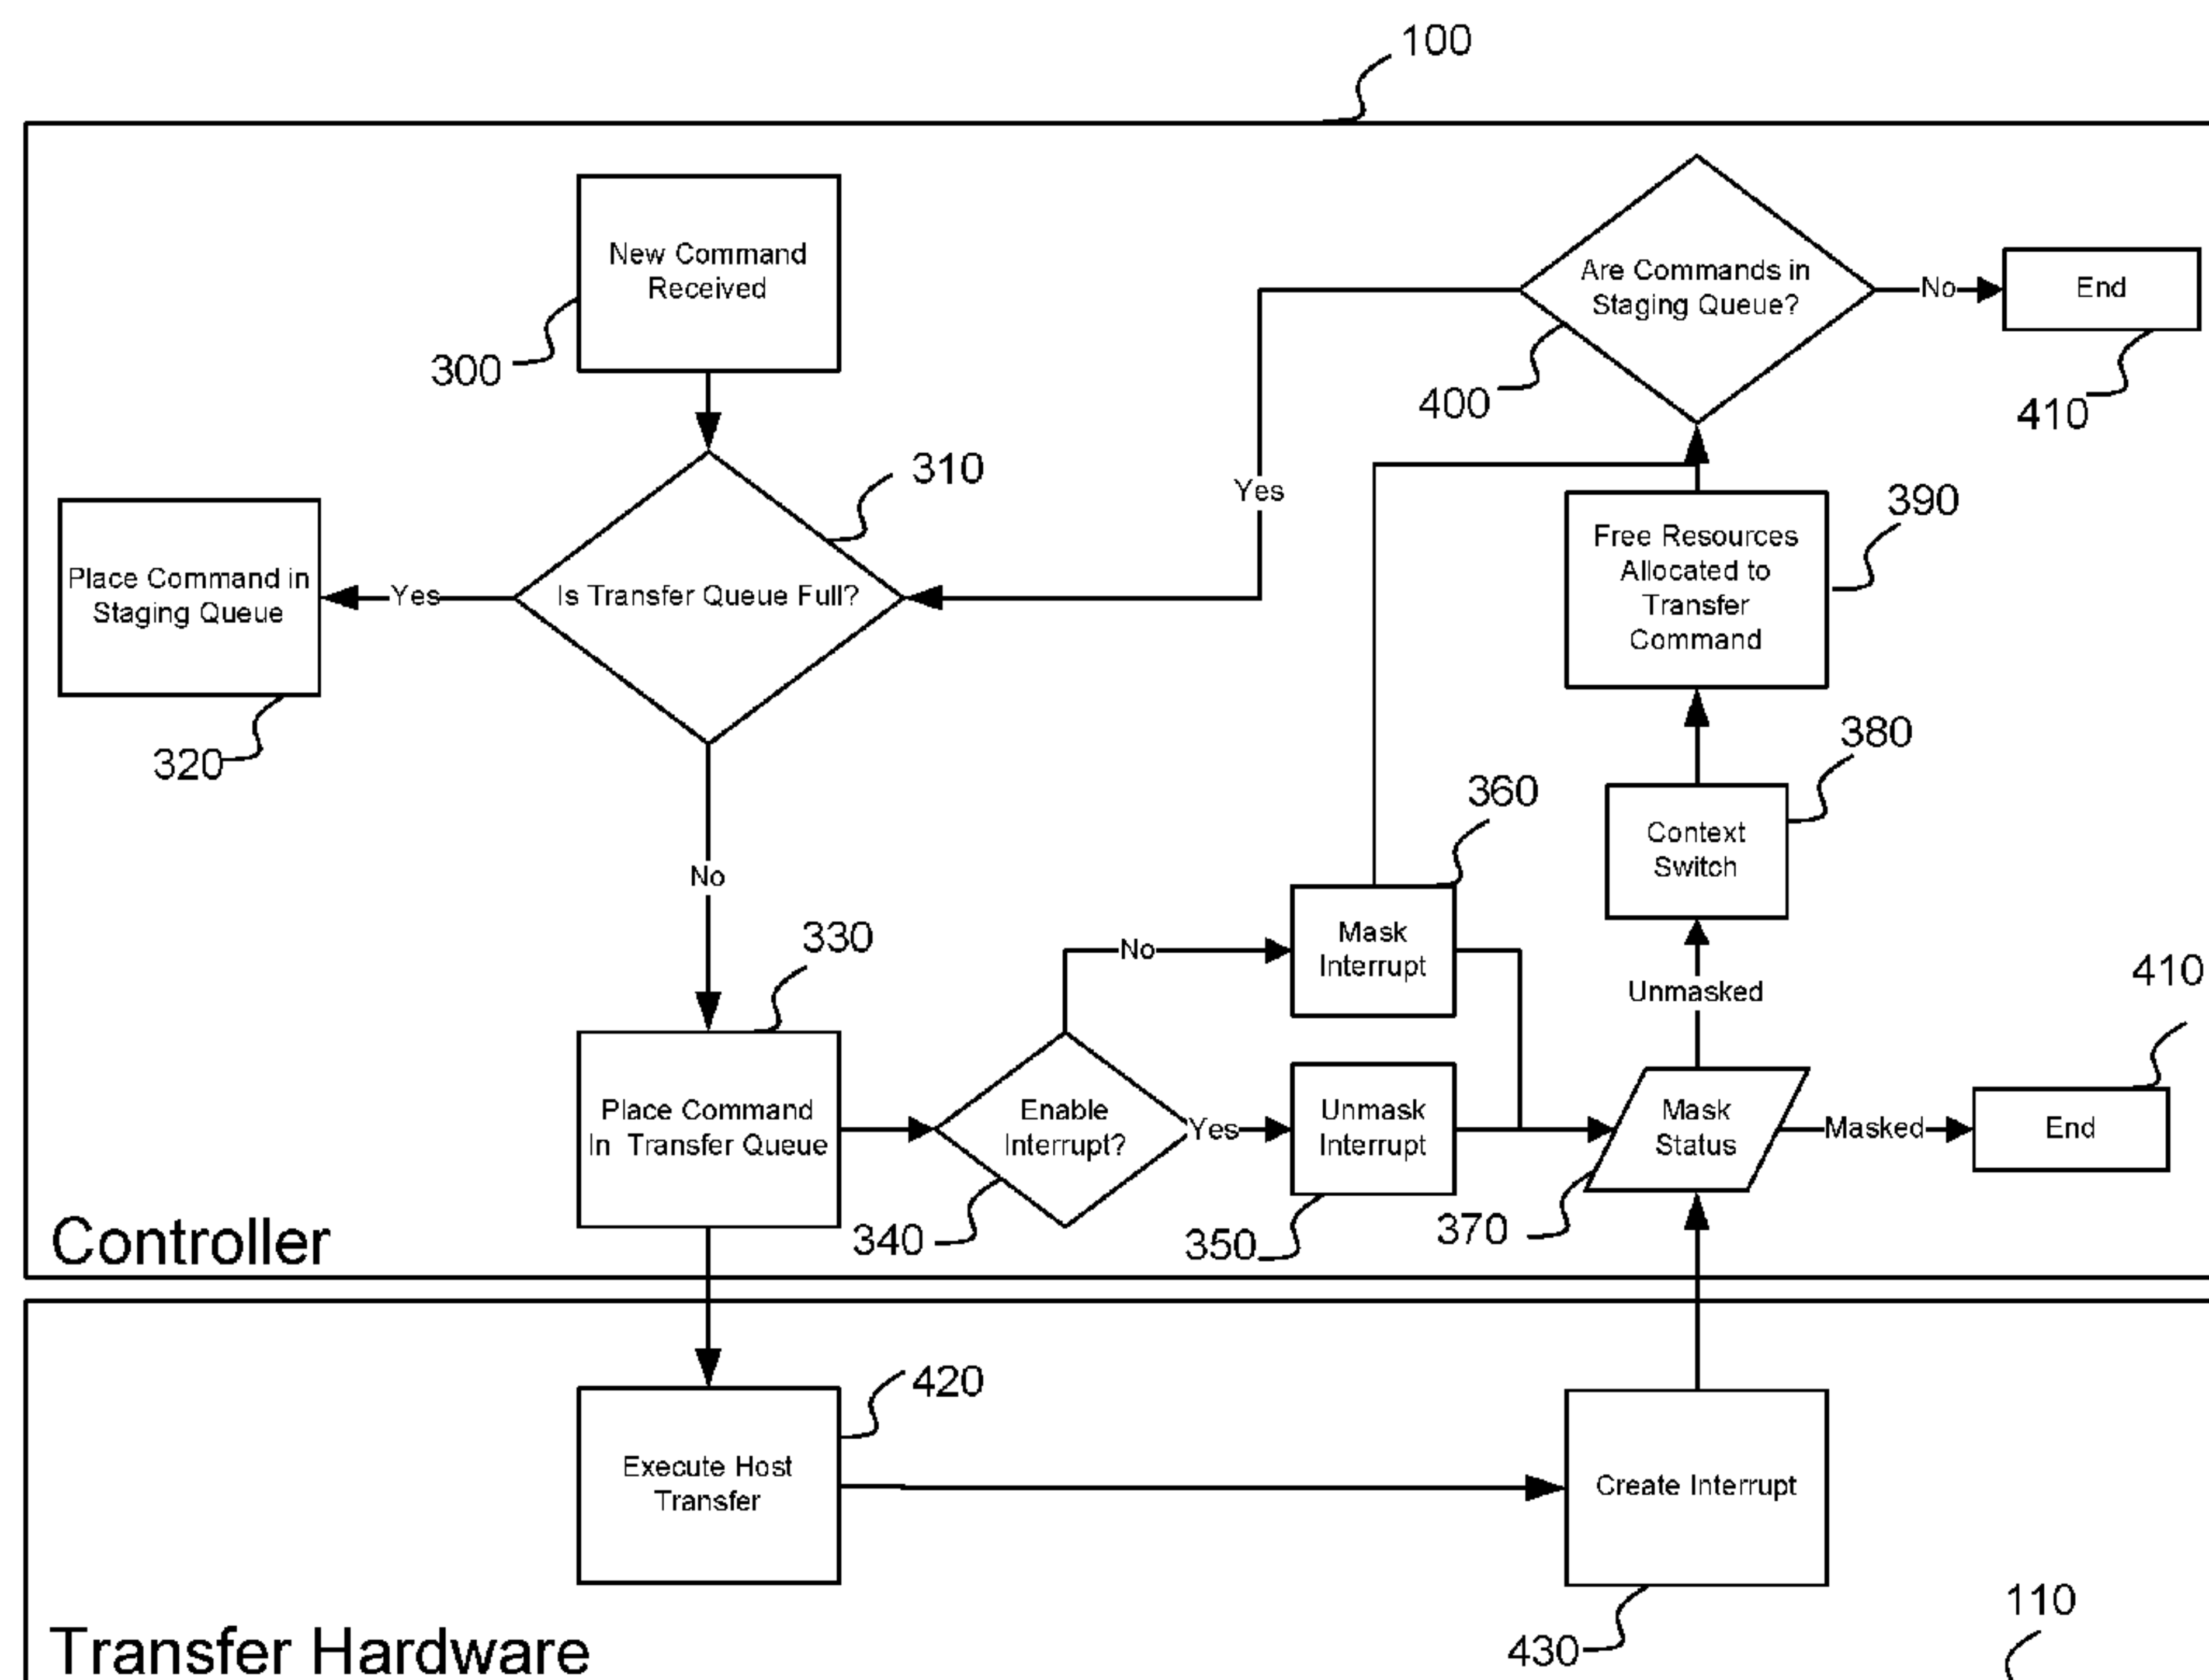 100
New Command
Received
300
Are Commands in
Staging Queue?
400
No
End
410
310
Is Transfer Queue Full?
Yes
Place Command in
Staging Queue
320
Yes
390
Free Resources
Allocated to
Transfer
Command
380
Context
Switch
360
Mask
Interrupt
No
No
Unmasked
330
Place Command
In Transfer Queue
Enable
Interrupt?
340
Yes
Unmask
Interrupt
350
Mask
Status
370
Masked
End
410
Controller
420
Execute Host
Transfer
Create Interrupt
430
110
Transfer Hardware